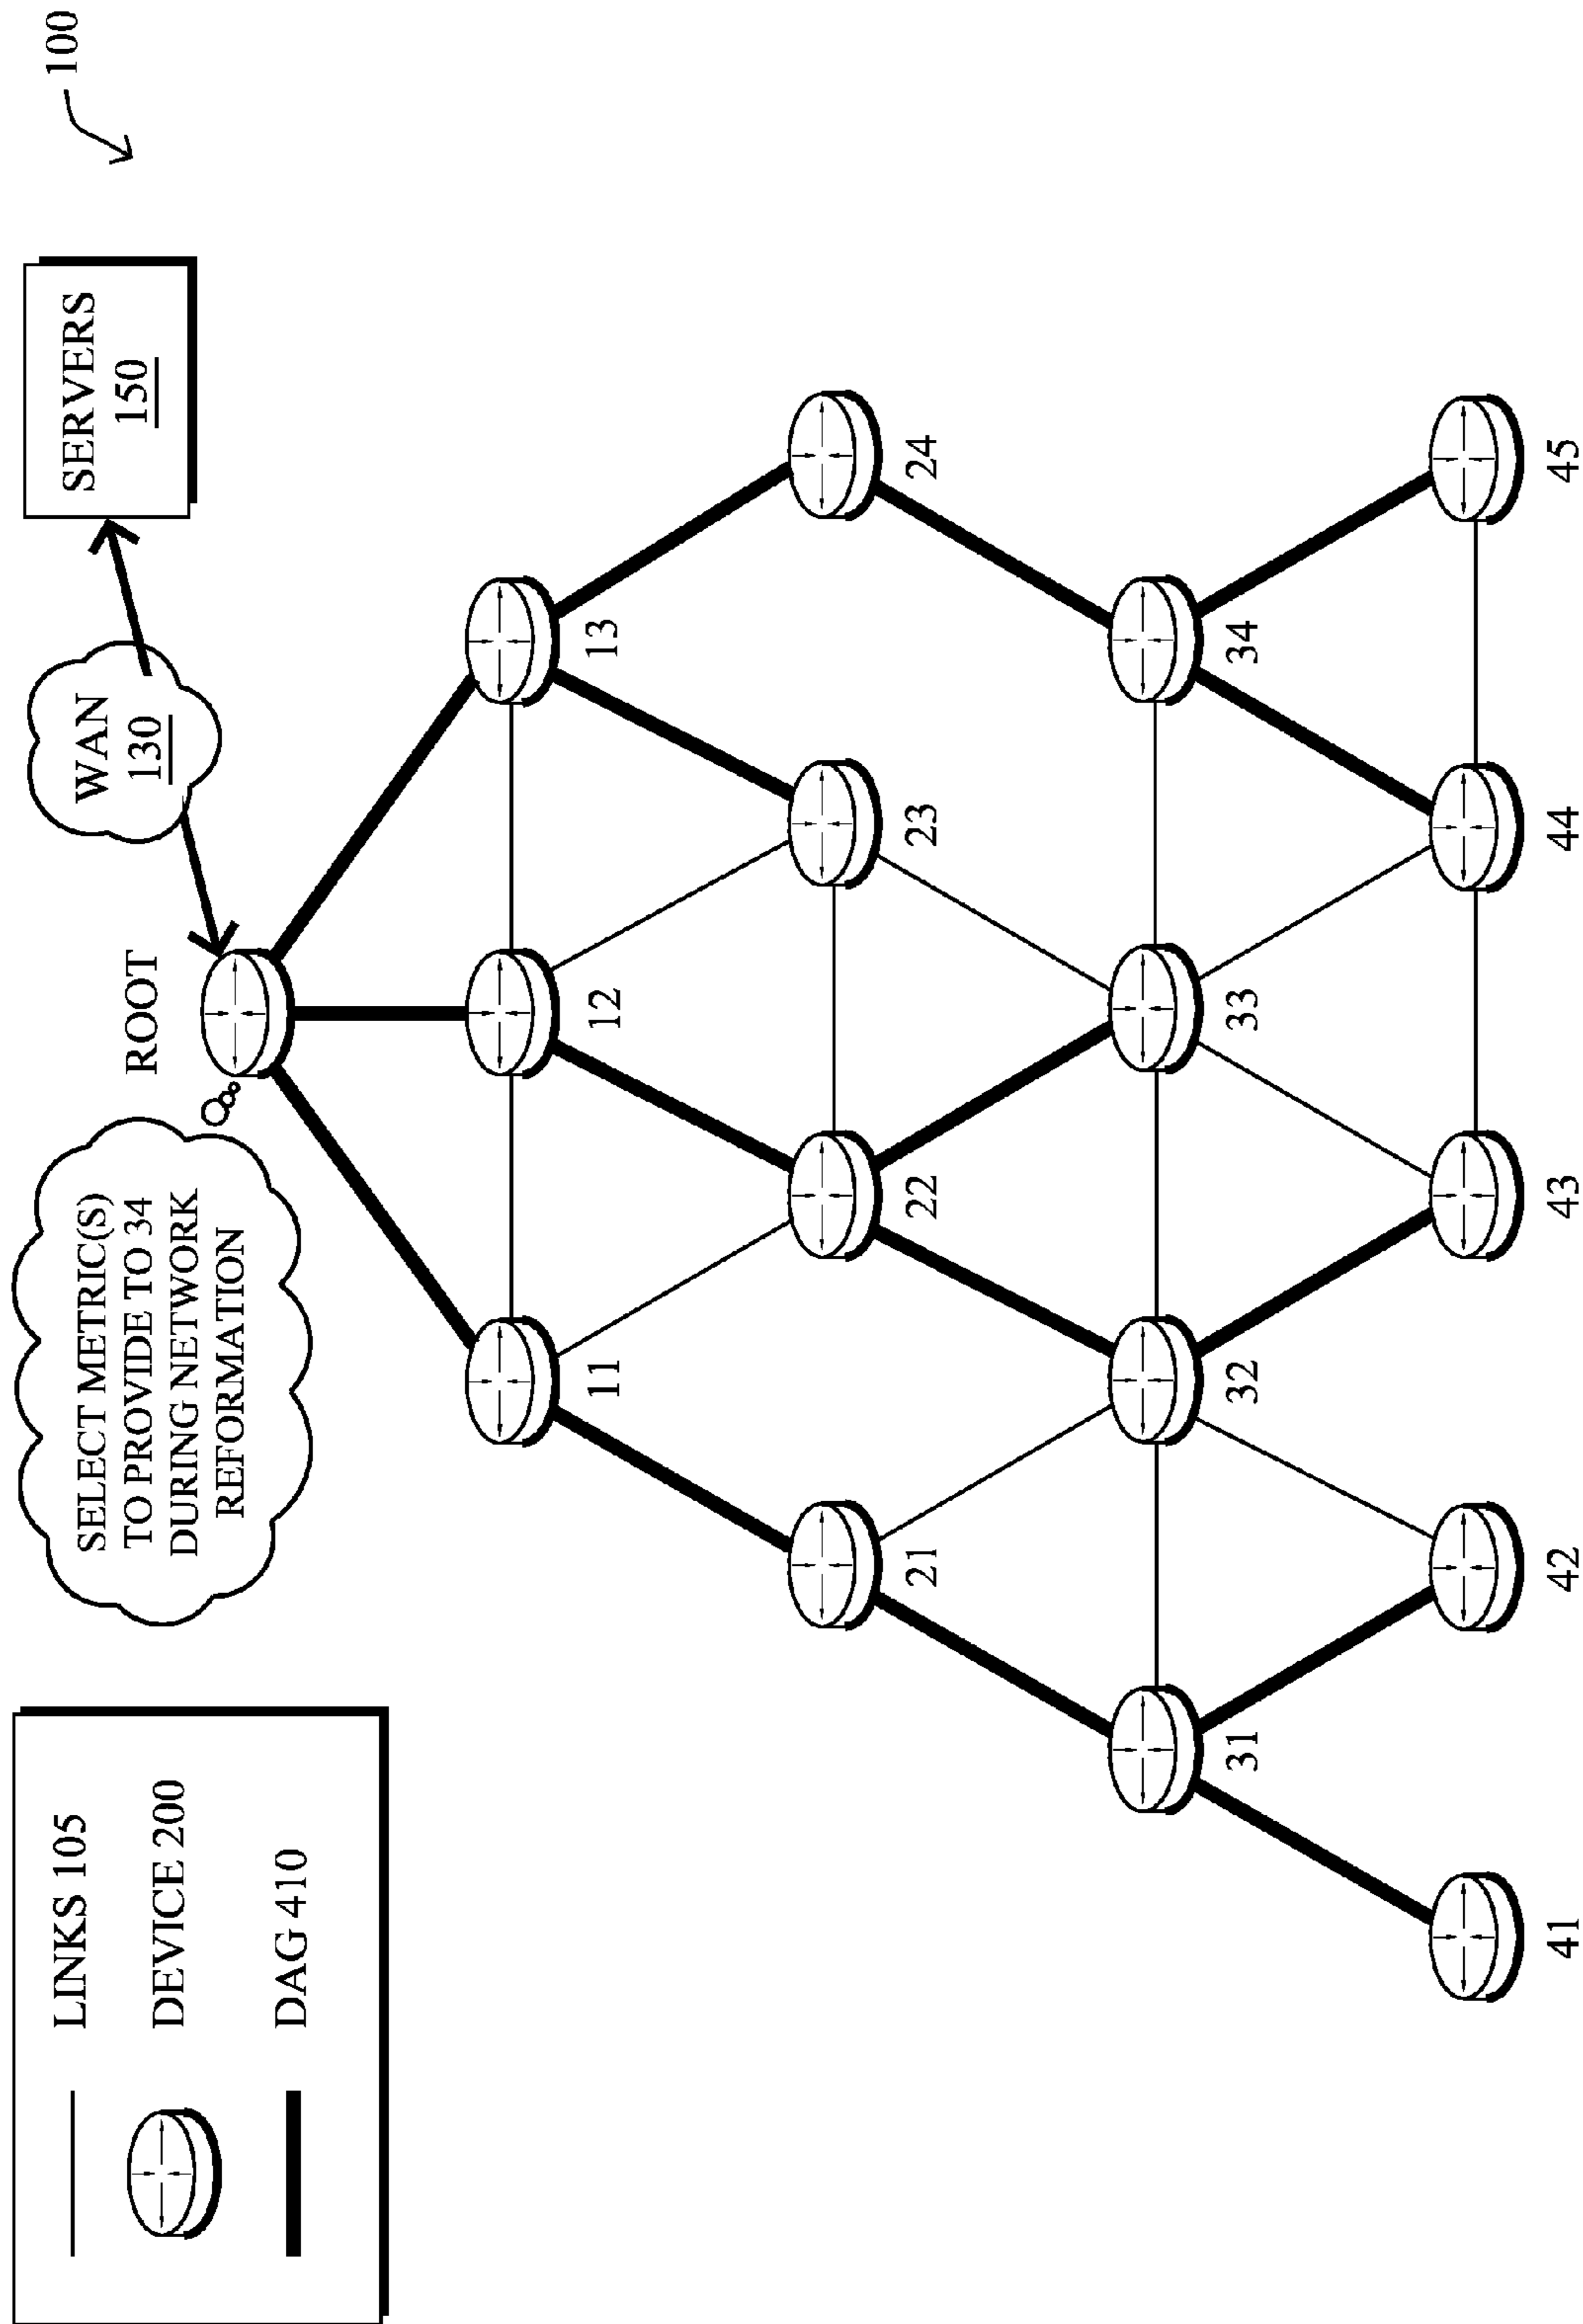 LINKS 105
DEVICE 200
DAG 410
SELECT METRIC(S)
TO PROVIDE TO 34
DURING NETWORK
REFORMATION
ROOT
WAN
130
SERVERS
150
100
11
12
13
21
22
23
24
31
32
33
34
41
42
43
44
45